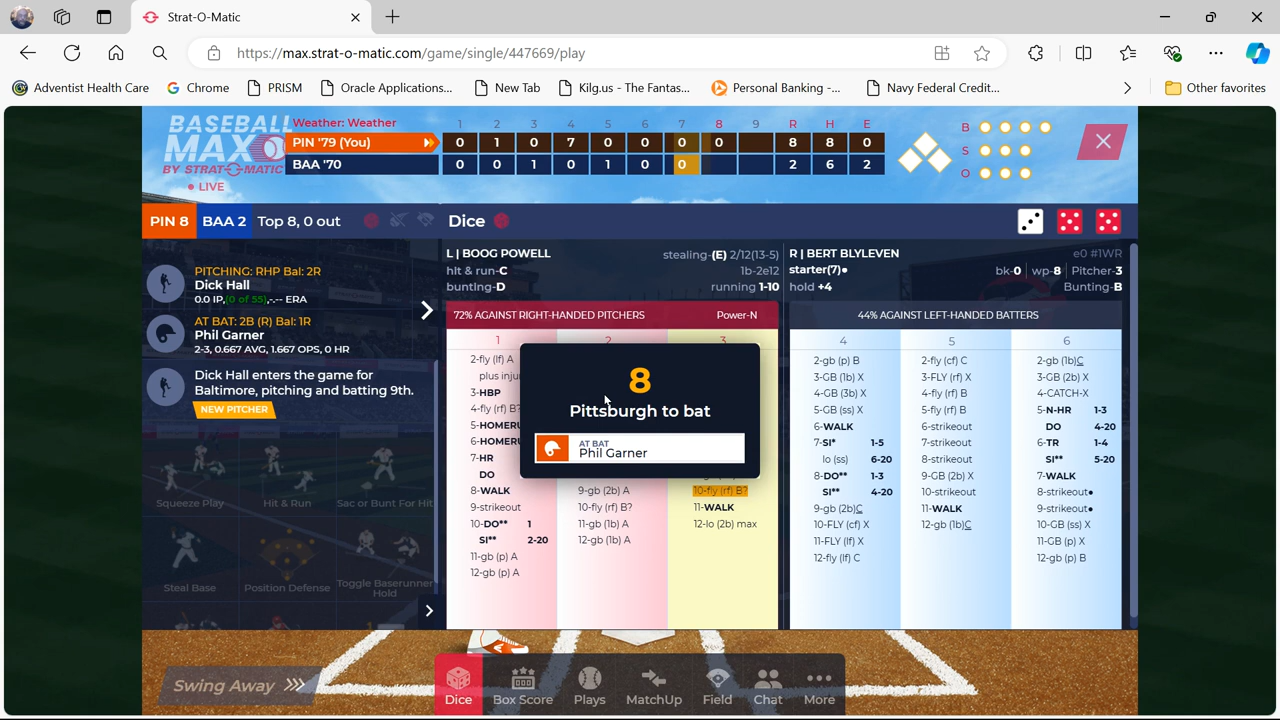 Strat-O-Matic
https://max.strat-o-matic.com/game/single/447669/play
Adventist Health Care
Chrome
PRISM
Oracle Applications...
New Tab
Kilg.us - The Fantas...
Personal Banking -...
Navy Federal Credit...
Other favorites
BASEBALL
MAX
BY STRAT-O-MATIC
LIVE
Weather: Weather
1 2 3 4 5 6 7 8 9 R H E
PIN '79 (You) 0 1 0 7 0 0 0 0 8 8 0
BAA '70 0 0 1 0 1 0 0 2 6 2
B
S
O
PIN 8 BAA 2 Top 8, 0 out
Dice
PITCHING: RHP Bal: 2R
Dick Hall
0.0 IP,(0 of 55),-.-- ERA
AT BAT: 2B (R) Bal: 1R
Phil Garner
2-3, 0.667 AVG, 1.667 OPS, 0 HR
Dick Hall enters the game for
Baltimore, pitching and batting 9th.
NEW PITCHER
Squeeze Play
Hit & Run
Sac or Bunt For Hit
Steal Base
Position Defense
Toggle Baserunner
Hold
L | BOOG POWELL
stealing-(E) 2/12(13-5)
hit & run-C
1b-2e12
bunting-D
running 1-10
72% AGAINST RIGHT-HANDED PITCHERS
Power-N
1
2-fly (lf) A
plus inju
3-HBP
4-fly (rf) B?
5-HOMER
6-HOMER
7-HR
DO
8-WALK
9-strikeout
10-DO** 1
SI** 2-20
11-gb (p) A
12-gb (p) A
2
9-gb (2b) A
10-fly (rf) B?
11-gb (1b) A
12-gb (1b) A
3
10-fly (rf) B?
11-WALK
12-lo (2b) max
8
Pittsburgh to bat
AT BAT
Phil Garner
R | BERT BLYLEVEN
e0 #1WR
starter(7)●
bk-0 wp-8 Pitcher-3
hold +4
Bunting-B
44% AGAINST LEFT-HANDED BATTERS
4
2-gb (p) B
3-GB (1b) X
4-GB (3b) X
5-GB (ss) X
6-WALK
7-SI* 1-5
lo (ss) 6-20
8-DO** 1-3
SI** 4-20
9-gb (2b)C
10-FLY (cf) X
11-FLY (lf) X
12-fly (lf) C
5
2-fly (cf) C
3-FLY (rf) X
4-fly (rf) B
5-fly (rf) B
6-strikeout
7-strikeout
8-strikeout
9-GB (2b) X
10-strikeout
11-WALK
12-gb (1b)C
6
2-gb (1b)C
3-GB (2b) X
4-CATCH-X
5-N-HR 1-3
DO 4-20
6-TR 1-4
SI** 5-20
7-WALK
8-strikeout●
9-strikeout●
10-GB (ss) X
11-GB (p) X
12-gb (p) B
Swing Away
Dice
Box Score
Plays
MatchUp
Field
Chat
More